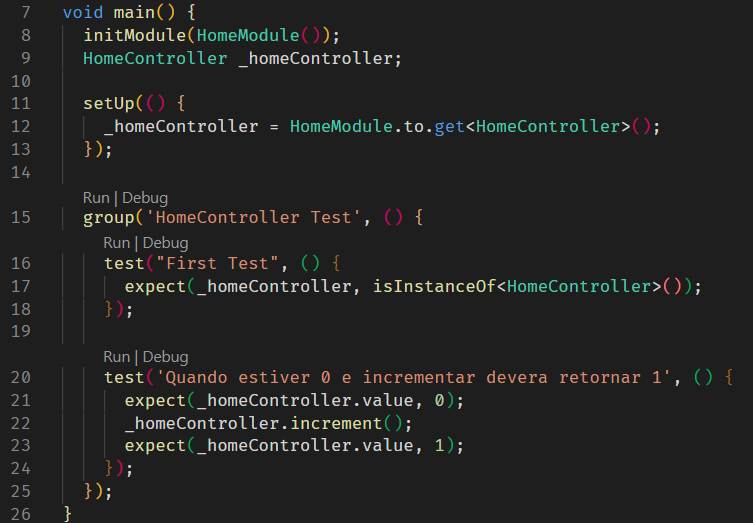 7 void main() {
8 initModule(HomeModule());
9 HomeController _homeController;
10
11 setUp(() {
12 _homeController = HomeModule.to.get<HomeController>();
13 });
14
Run | Debug
15 group('HomeController Test', () {
Run | Debug
16 test("First Test", () {
17 expect(_homeController, isInstanceOf<HomeController>());
18 });
19
Run | Debug
20 test('Quando estiver 0 e incrementar devera retornar 1', () {
21 expect(_homeController.value, 0);
22 _homeController.increment();
23 expect(_homeController.value, 1);
24 });
25 });
26 }